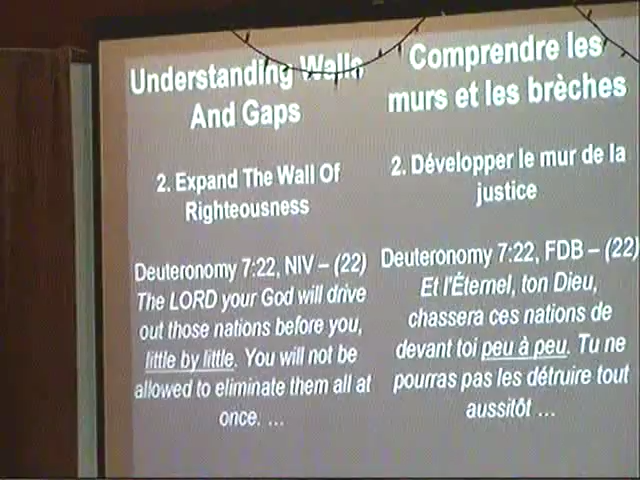 Understanding Walls
And Gaps
2. Expand The Wall Of
Righteousness
Deuteronomy 7:22, NIV – (22)
The LORD your God will drive
out those nations before you,
little by little. You will not be
allowed to eliminate them all at
once. …
Comprendre les
murs et les brèches
2. Développer le mur de la
justice
Deuteronomy 7:22, FDB – (22)
Et l'Éternel, ton Dieu,
chassera ces nations de
devant toi peu à peu. Tu ne
pourras pas les détruire tout
aussitôt …